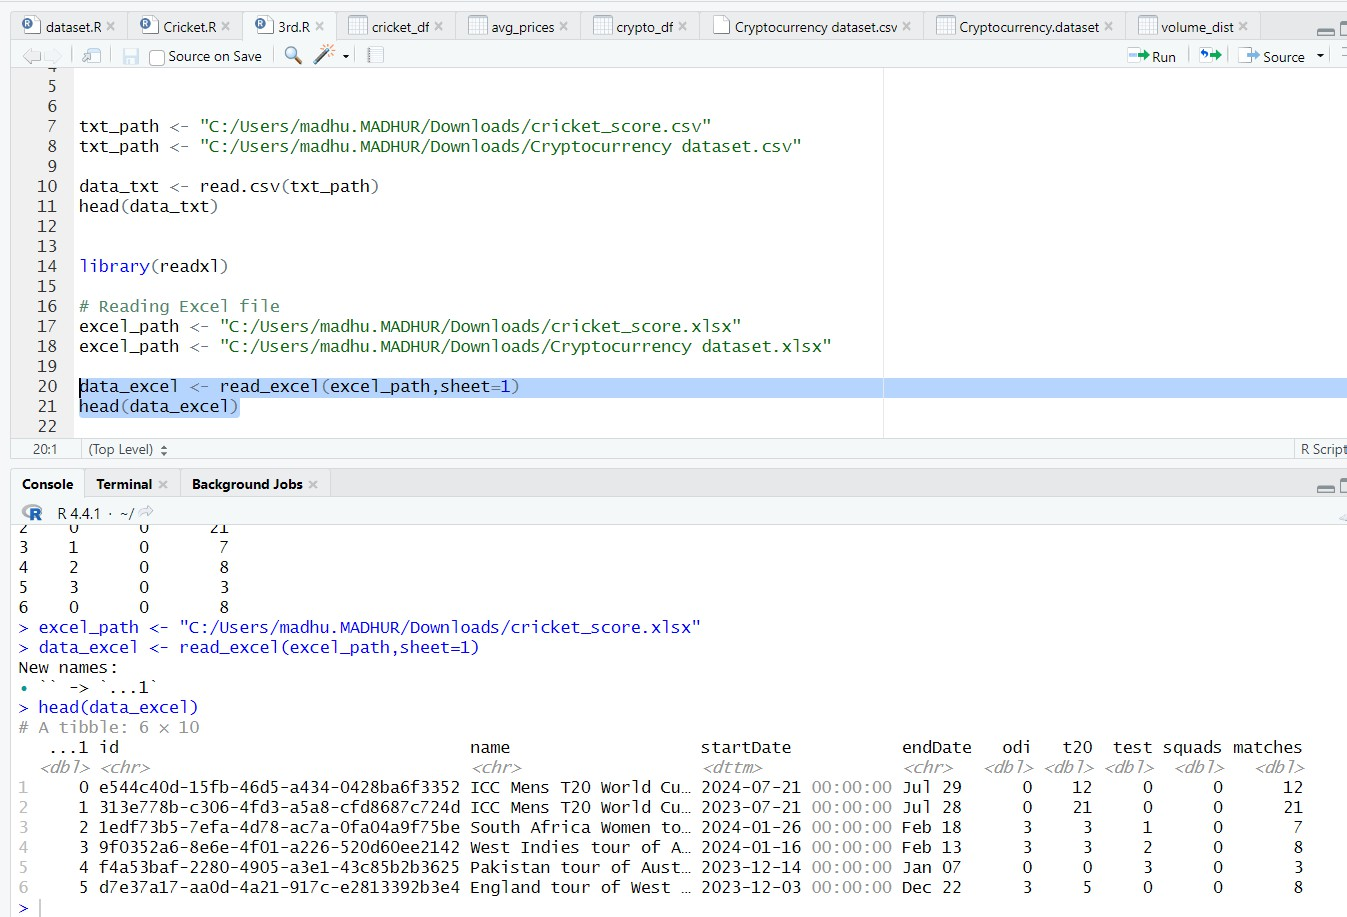 dataset.R Cricket.R 3rd.R cricket_df avg_prices crypto_df Cryptocurrency dataset.csv Cryptocurrency.dataset volume_dist
Source on Save Run Source
4
5
6
7 txt_path <- "C:/Users/madhu.MADHUR/Downloads/cricket_score.csv"
8 txt_path <- "C:/Users/madhu.MADHUR/Downloads/Cryptocurrency dataset.csv"
9
10 data_txt <- read.csv(txt_path)
11 head(data_txt)
12
13
14 library(readxl)
15
16 # Reading Excel file
17 excel_path <- "C:/Users/madhu.MADHUR/Downloads/cricket_score.xlsx"
18 excel_path <- "C:/Users/madhu.MADHUR/Downloads/Cryptocurrency dataset.xlsx"
19
20 data_excel <- read_excel(excel_path,sheet=1)
21 head(data_excel)
22
20:1 (Top Level) R Script
Console Terminal Background Jobs
R R 4.4.1 · ~/
2 0 0 21
3 1 0 7
4 2 0 8
5 3 0 3
6 0 0 8
> excel_path <- "C:/Users/madhu.MADHUR/Downloads/cricket_score.xlsx"
> data_excel <- read_excel(excel_path,sheet=1)
New names:
• `` -> `...1`
> head(data_excel)
# A tibble: 6 × 10
...1 id name startDate endDate odi t20 test squads matches
<dbl> <chr> <chr> <dttm> <chr> <dbl> <dbl> <dbl> <dbl> <dbl>
1 0 e544c40d-15fb-46d5-a434-0428ba6f3352 ICC Mens T20 World Cu… 2024-07-21 00:00:00 Jul 29 0 12 0 0 12
2 1 313e778b-c306-4fd3-a5a8-cfd8687c724d ICC Mens T20 World Cu… 2023-07-21 00:00:00 Jul 28 0 21 0 0 21
3 2 1edf73b5-7efa-4d78-ac7a-0fa04a9f75be South Africa Women to… 2024-01-26 00:00:00 Feb 18 3 3 1 0 7
4 3 9f0352a6-8e6e-4f01-a226-520d60ee2142 West Indies tour of A… 2024-01-16 00:00:00 Feb 13 3 3 2 0 8
5 4 f4a53baf-2280-4905-a3e1-43c85b2b3625 Pakistan tour of Aust… 2023-12-14 00:00:00 Jan 07 0 0 3 0 3
6 5 d7e37a17-aa0d-4a21-917c-e2813392b3e4 England tour of West … 2023-12-03 00:00:00 Dec 22 3 5 0 0 8
>